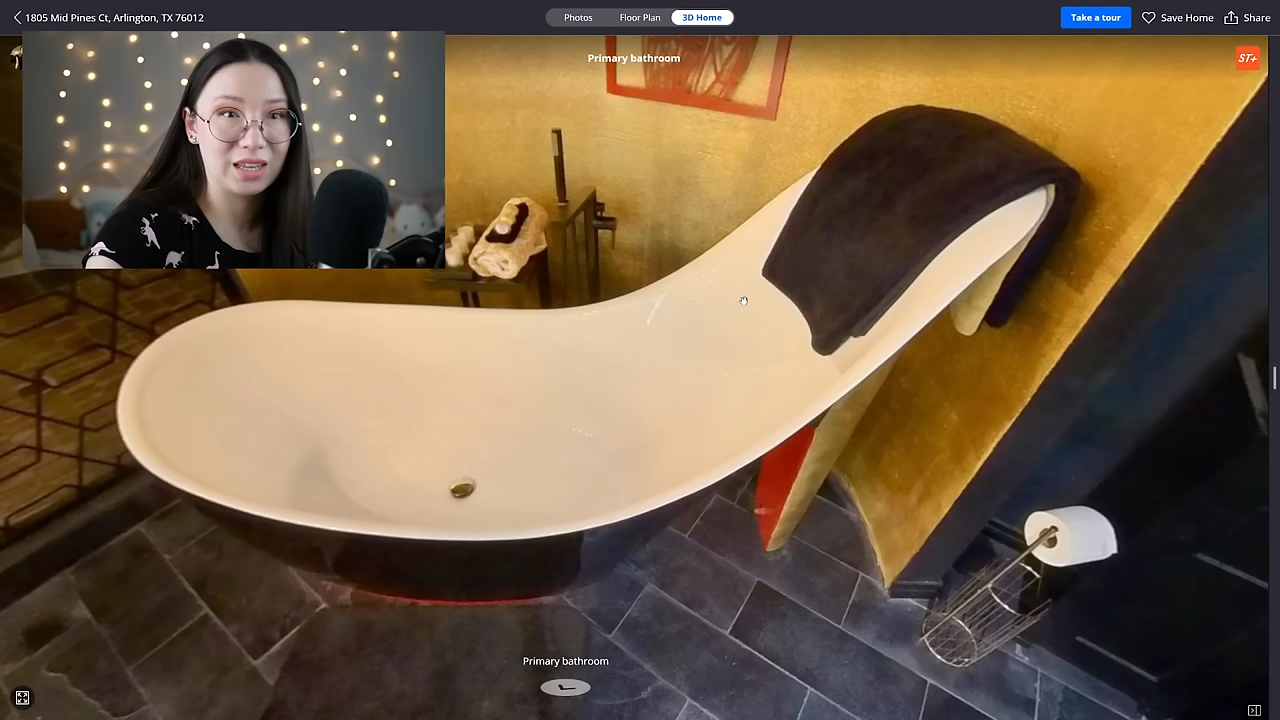 1805 Mid Pines Ct, Arlington, TX 76012
Photos
Floor Plan
3D Home
Take a tour
Save Home
Share
Primary bathroom
ST+
Primary bathroom